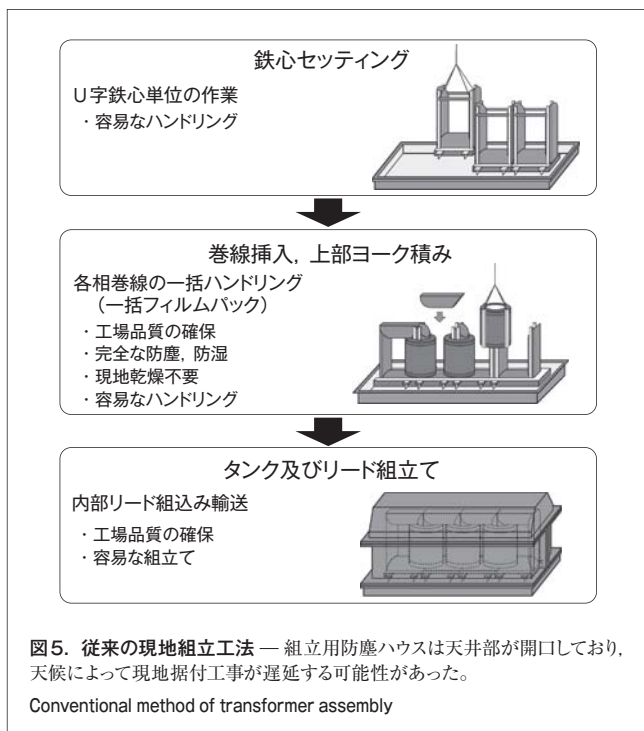 鉄心セッティング
U字鉄心単位の作業
・容易なハンドリング
巻線挿入，上部ヨーク積み
各相巻線の一括ハンドリング
（一括フィルムパック）
・工場品質の確保
・完全な防塵，防湿
・現地乾燥不要
・容易なハンドリング
タンク及びリード組立て
内部リード組込み輸送
・工場品質の確保
・容易な組立て
図5．従来の現地組立工法 — 組立用防塵ハウスは天井部が開口しており，
天候によって現地据付工事が遅延する可能性があった。
Conventional method of transformer assembly